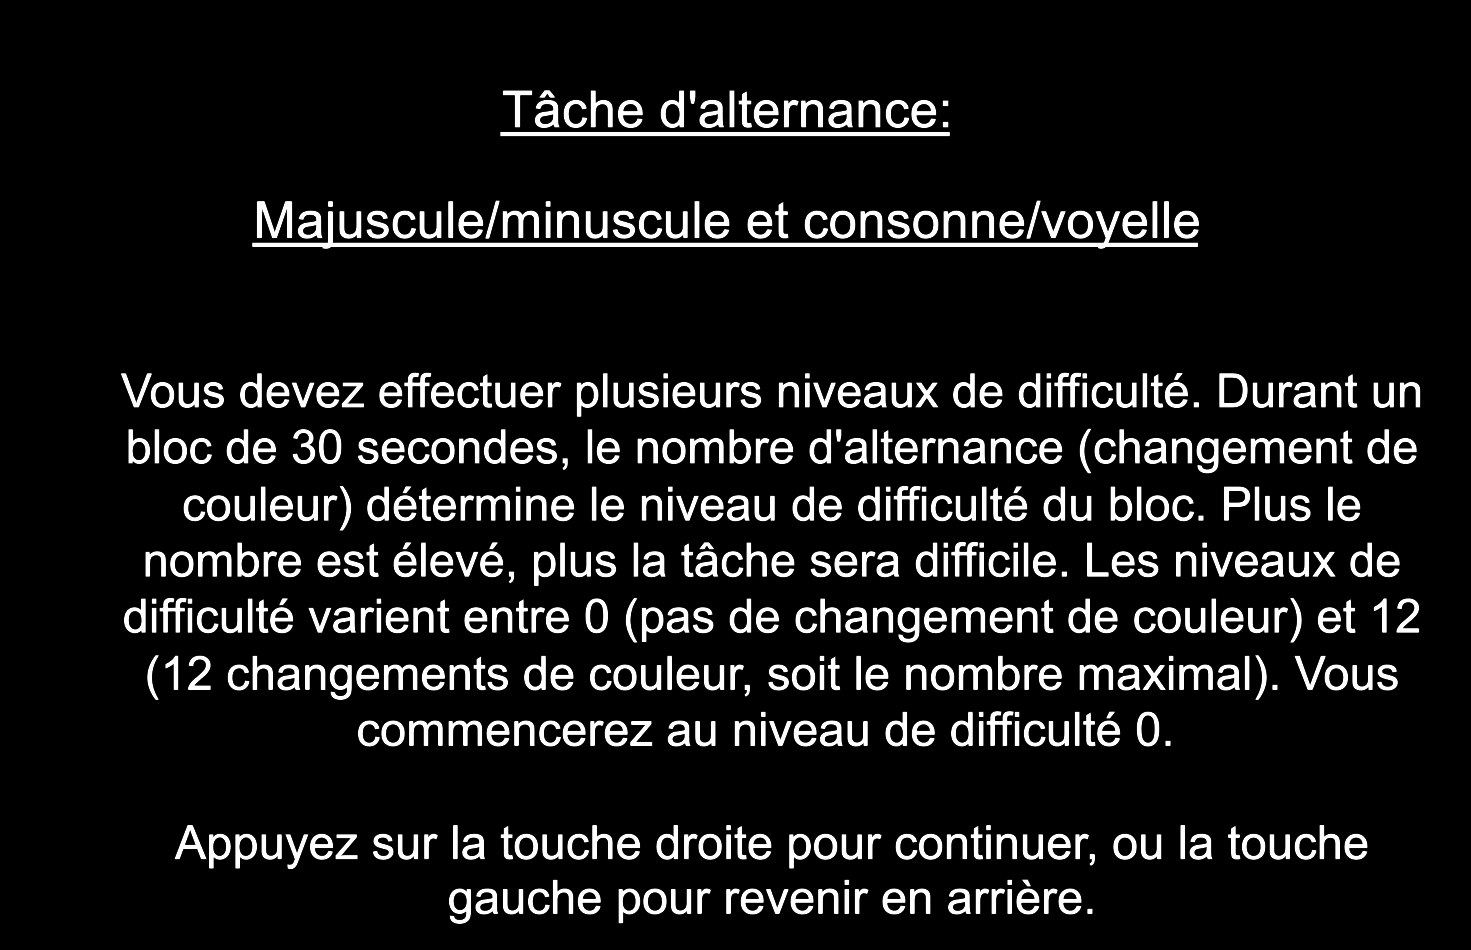 Tâche d'alternance:
Majuscule/minuscule et consonne/voyelle
Vous devez effectuer plusieurs niveaux de difficulté. Durant un
bloc de 30 secondes, le nombre d'alternance (changement de
couleur) détermine le niveau de difficulté du bloc. Plus le
nombre est élevé, plus la tâche sera difficile. Les niveaux de
difficulté varient entre 0 (pas de changement de couleur) et 12
(12 changements de couleur, soit le nombre maximal). Vous
commencerez au niveau de difficulté 0.
Appuyez sur la touche droite pour continuer, ou la touche
gauche pour revenir en arrière.